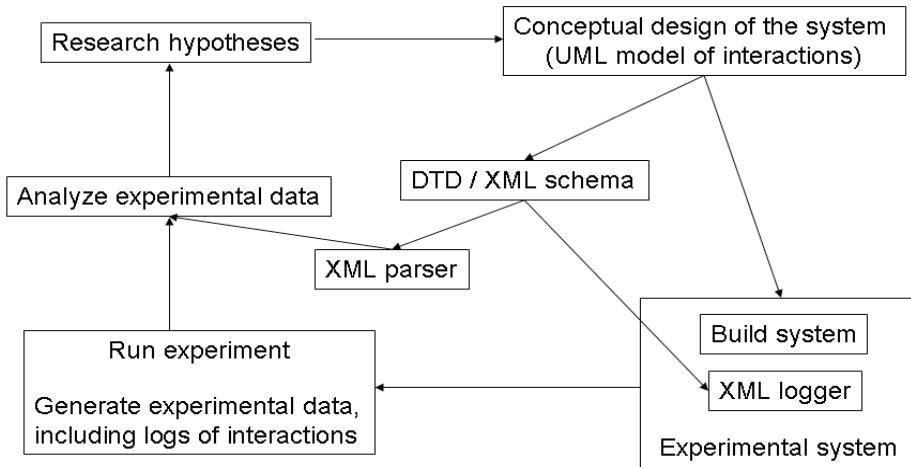 Research hypotheses
Conceptual design of the system
(UML model of interactions)
DTD / XML schema
Analyze experimental data
XML parser
Run experiment
Generate experimental data,
including logs of interactions
Build system
XML logger
Experimental system